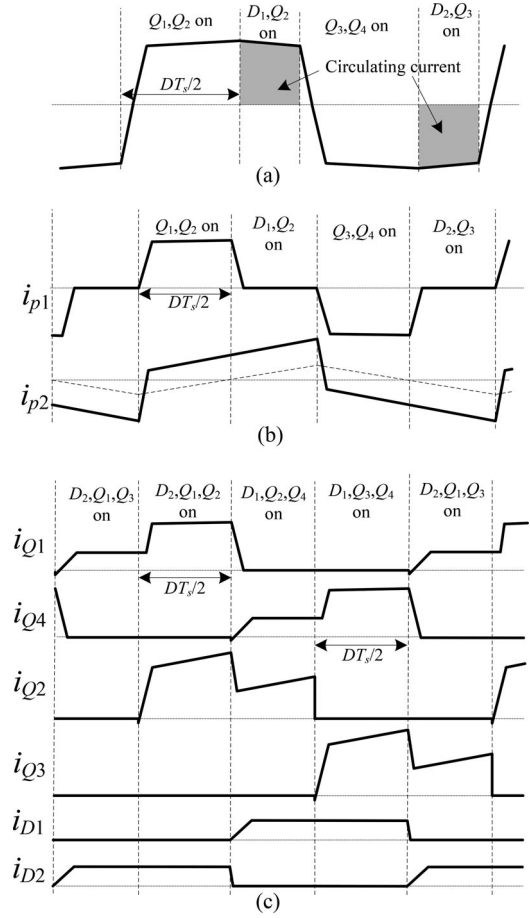 Q1,Q2 on
D1,Q2
on
Q3,Q4 on
D2,Q3
on
Circulating current
DTs/2
(a)
Q1,Q2 on
D1,Q2
on
Q3,Q4 on
D2,Q3
on
ip1
DTs/2
ip2
(b)
D2,Q1,Q3
on
D2,Q1,Q2
on
D1,Q2,Q4
on
D1,Q3,Q4
on
D2,Q1,Q3
on
iQ1
DTs/2
iQ4
DTs/2
iQ2
iQ3
iD1
iD2
(c)